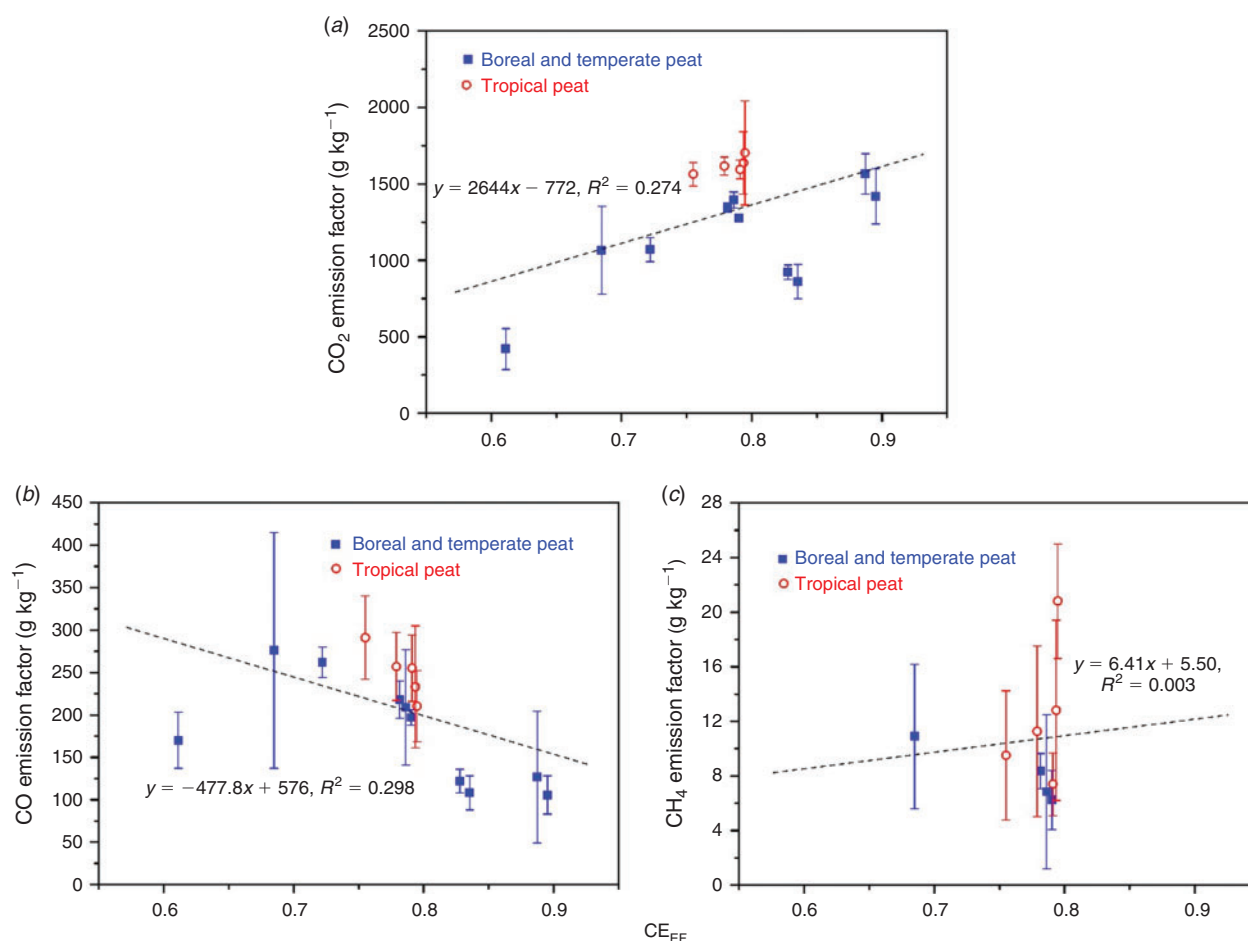 (a)
2500
2000
1500
1000
500
0
CO₂ emission factor (g kg⁻¹)
Boreal and temperate peat
Tropical peat
y = 2644x − 772, R² = 0.274
0.6 0.7 0.8 0.9
(b)
450
400
350
300
250
200
150
100
50
0
CO emission factor (g kg⁻¹)
Boreal and temperate peat
Tropical peat
y = −477.8x + 576, R² = 0.298
0.6 0.7 0.8 0.9
(c)
28
24
20
16
12
8
4
0
CH₄ emission factor (g kg⁻¹)
Boreal and temperate peat
Tropical peat
y = 6.41x + 5.50,
R² = 0.003
0.6 0.7 0.8 0.9
CE_EF